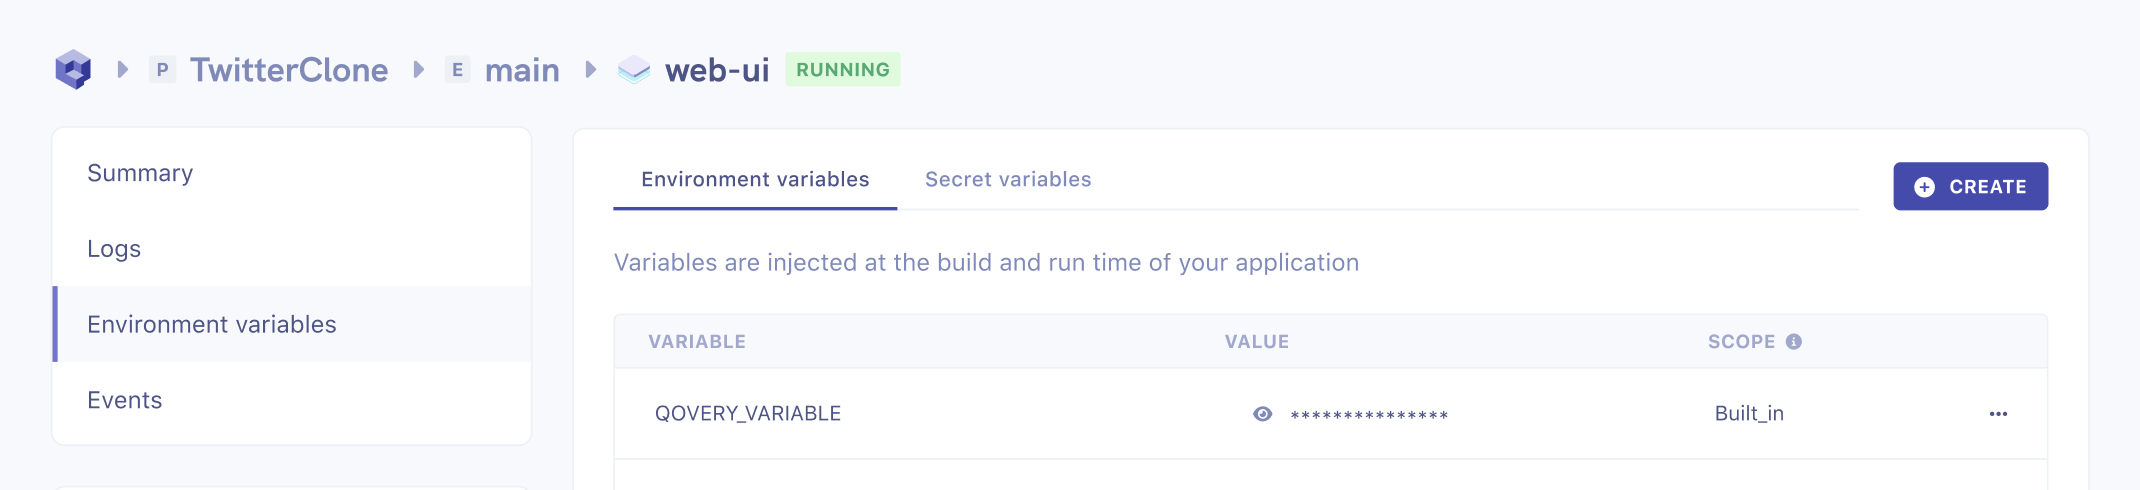 P TwitterClone E main web-ui RUNNING
Summary
Logs
Environment variables
Events
Environment variables Secret variables
CREATE
Variables are injected at the build and run time of your application
VARIABLE VALUE SCOPE
QOVERY_VARIABLE *************** Built_in